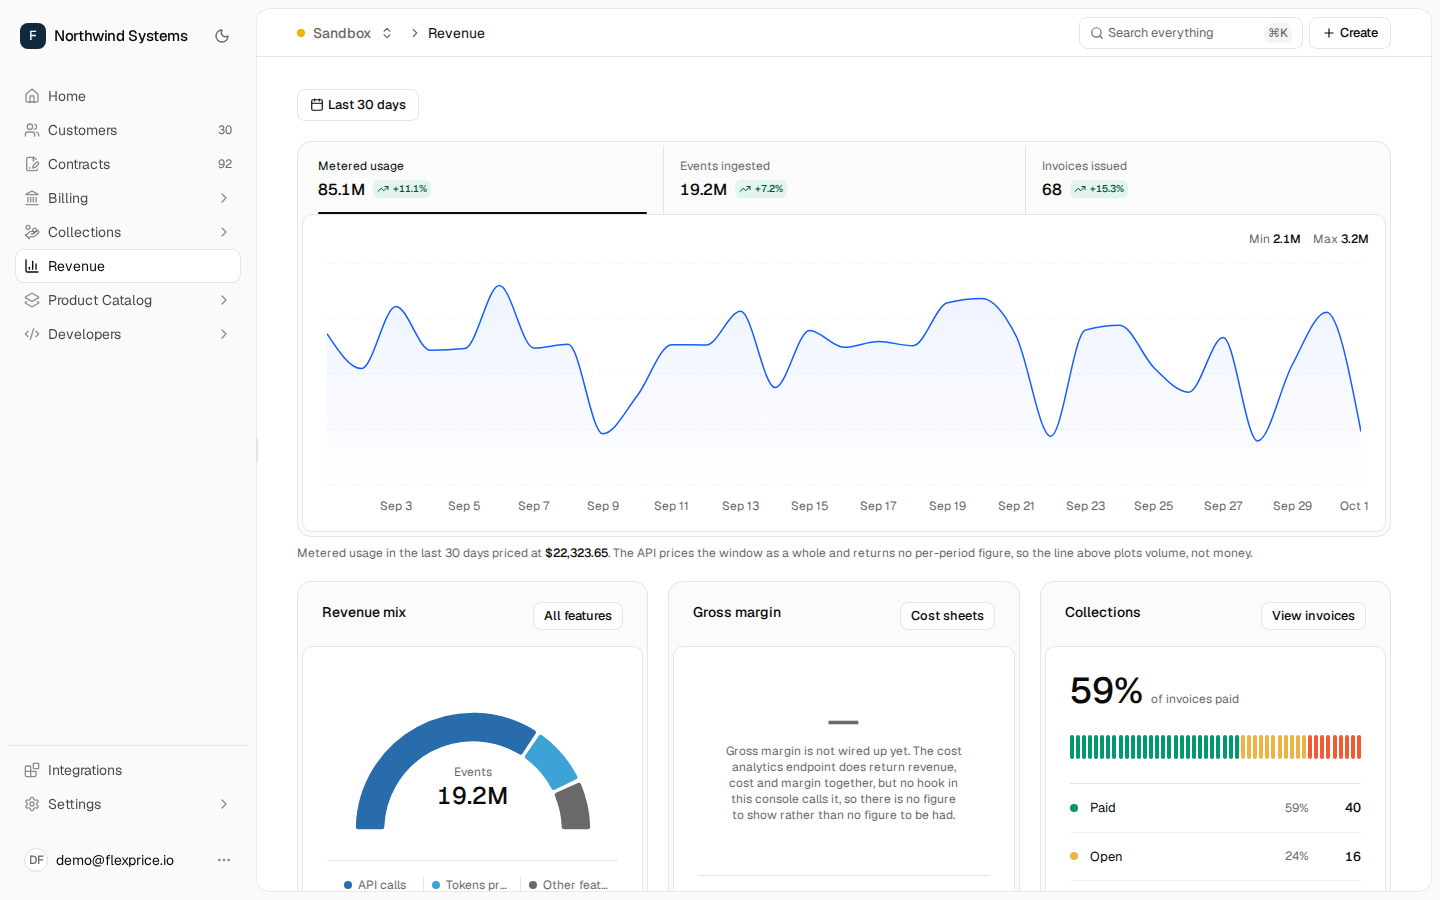 F Northwind Systems
Home
Customers 30
Contracts 92
Billing
Collections
Revenue
Product Catalog
Developers
Integrations
Settings
DF demo@flexprice.io
Sandbox Revenue
Search everything ⌘K
Create
Last 30 days
Metered usage
85.1M +11.1%
Events ingested
19.2M +7.2%
Invoices issued
68 +15.3%
Min 2.1M Max 3.2M
Sep 3 Sep 5 Sep 7 Sep 9 Sep 11 Sep 13 Sep 15 Sep 17 Sep 19 Sep 21 Sep 23 Sep 25 Sep 27 Sep 29 Oct 1
Metered usage in the last 30 days priced at $22,323.65. The API prices the window as a whole and returns no per-period figure, so the line above plots volume, not money.
Revenue mix All features
Events
19.2M
API calls Tokens pr... Other feat...
Gross margin Cost sheets
—
Gross margin is not wired up yet. The cost
analytics endpoint does return revenue,
cost and margin together, but no hook in
this console calls it, so there is no figure
to show rather than no figure to be had.
Collections View invoices
59% of invoices paid
Paid 59% 40
Open 24% 16